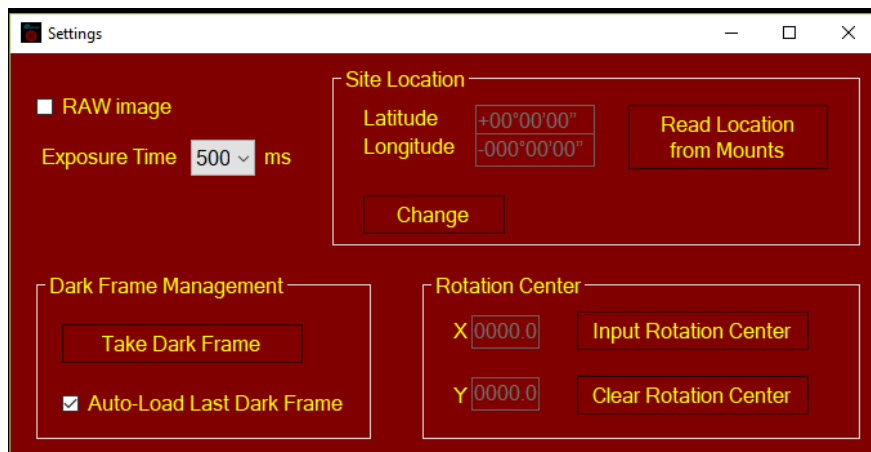 Settings
RAW image
Exposure Time 500 ms
Site Location
Latitude +00°00'00"
Longitude -000°00'00"
Read Location
from Mounts
Change
Dark Frame Management
Take Dark Frame
Auto-Load Last Dark Frame
Rotation Center
X 0000.0 Input Rotation Center
Y 0000.0 Clear Rotation Center